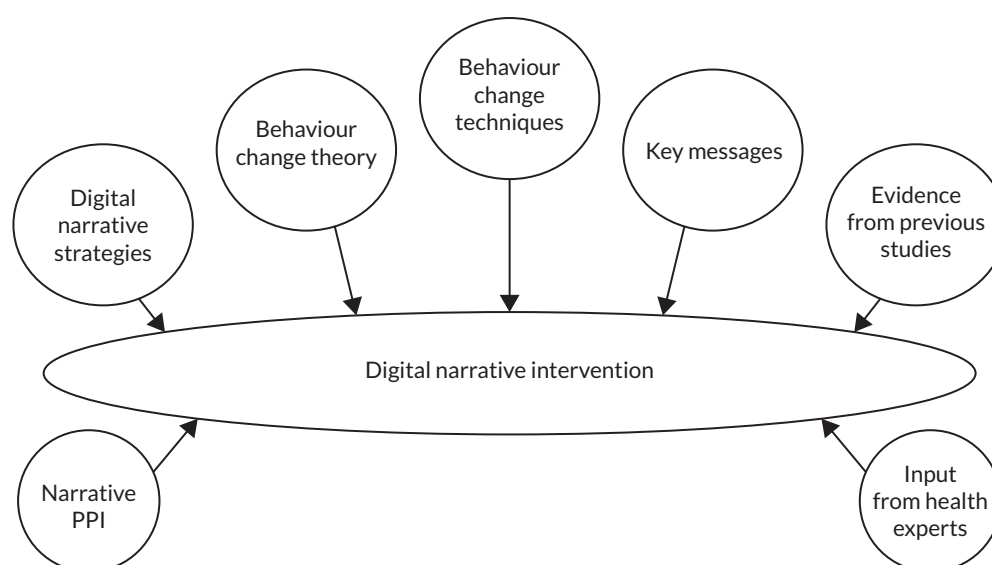 Behaviour
change
techniques
Behaviour
change theory
Key messages
Digital
narrative
strategies
Evidence
from previous
studies
Digital narrative intervention
Narrative
PPI
Input
from health
experts